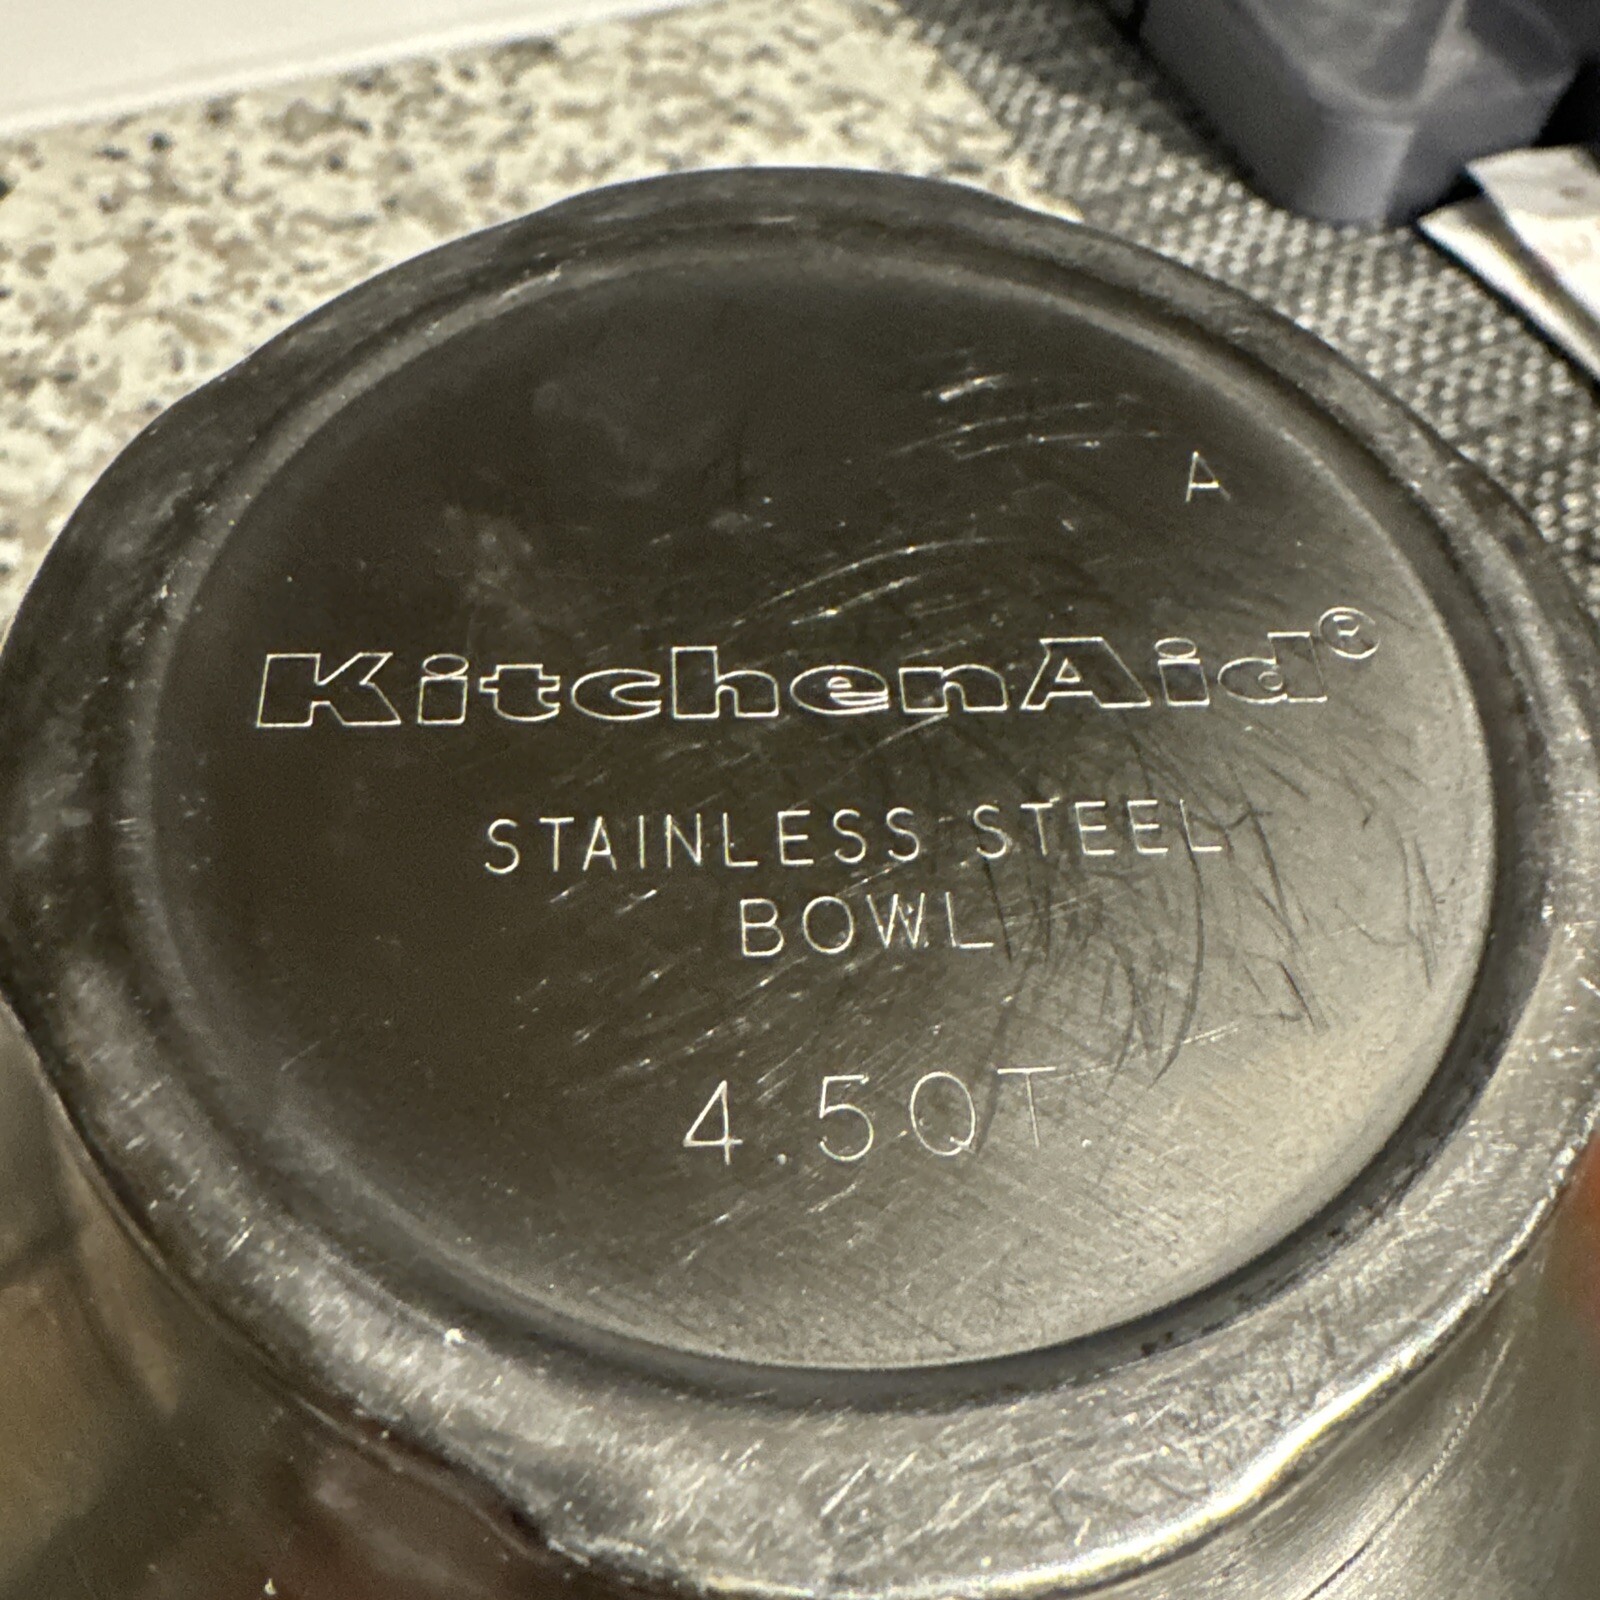 A
KitchenAid®
STAINLESS STEEL
BOWL
4.5QT.